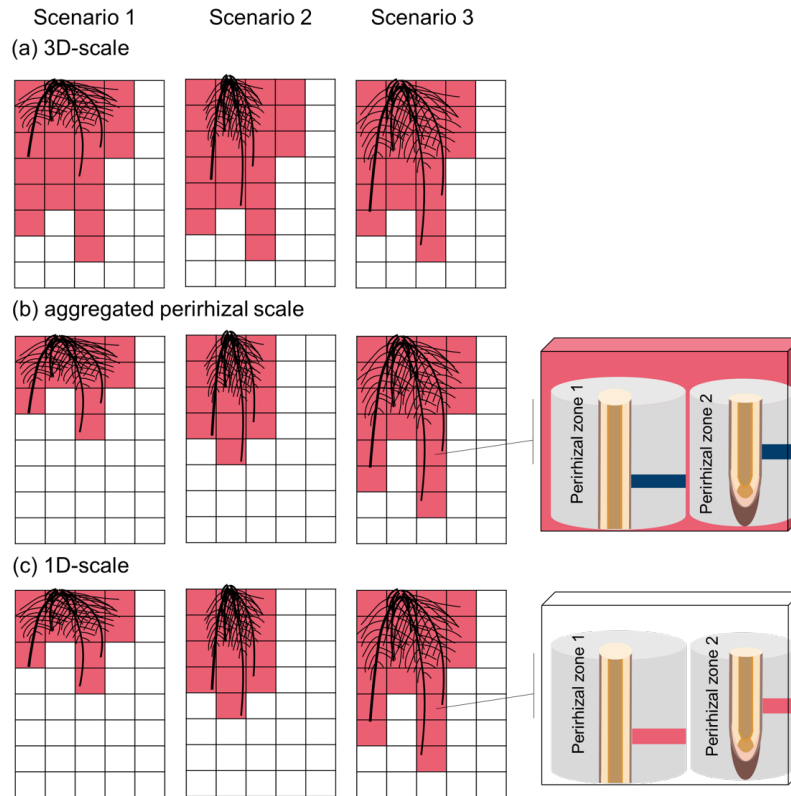 Scenario 1
Scenario 2
Scenario 3
(a) 3D-scale
(b) aggregated perirhizal scale
Perirhizal zone 1
Perirhizal zone 2
(c) 1D-scale
Perirhizal zone 1
Perirhizal zone 2